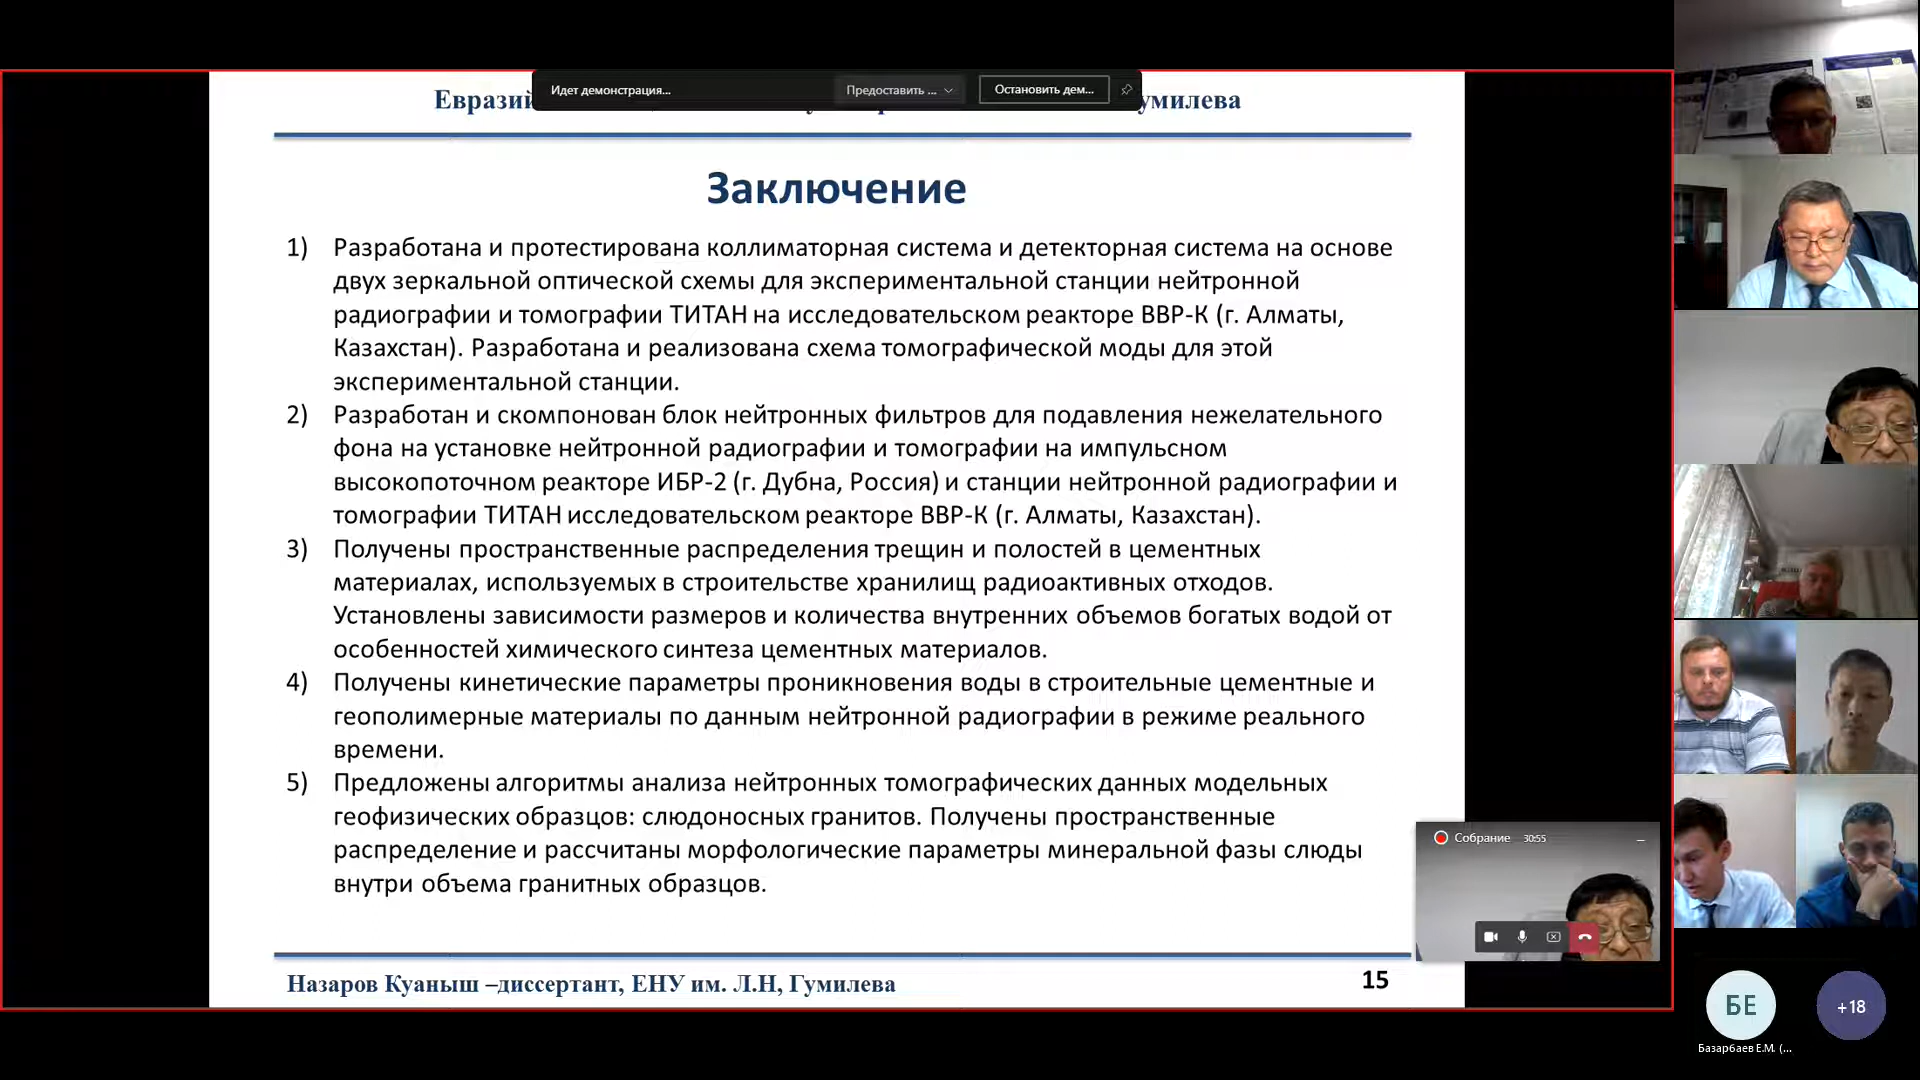 Идет демонстрация...
Предоставить ...
Остановить дем...
Заключение
1) Разработана и протестирована коллиматорная система и детекторная система на основе
двух зеркальной оптической схемы для экспериментальной станции нейтронной
радиографии и томографии ТИТАН на исследовательском реакторе ВВР-К (г. Алматы,
Казахстан). Разработана и реализована схема томографической моды для этой
экспериментальной станции.
2) Разработан и скомпонован блок нейтронных фильтров для подавления нежелательного
фона на установке нейтронной радиографии и томографии на импульсном
высокопоточном реакторе ИБР-2 (г. Дубна, Россия) и станции нейтронной радиографии и
томографии ТИТАН исследовательском реакторе ВВР-К (г. Алматы, Казахстан).
3) Получены пространственные распределения трещин и полостей в цементных
материалах, используемых в строительстве хранилищ радиоактивных отходов.
Установлены зависимости размеров и количества внутренних объемов богатых водой от
особенностей химического синтеза цементных материалов.
4) Получены кинетические параметры проникновения воды в строительные цементные и
геополимерные материалы по данным нейтронной радиографии в режиме реального
времени.
5) Предложены алгоритмы анализа нейтронных томографических данных модельных
геофизических образцов: слюдоносных гранитов. Получены пространственные
распределение и рассчитаны морфологические параметры минеральной фазы слюды
внутри объема гранитных образцов.
Собрание 30:55
Назаров Куаныш –диссертант, ЕНУ им. Л.Н, Гумилева
15
БЕ
+18
Базарбаев Е.М. (...